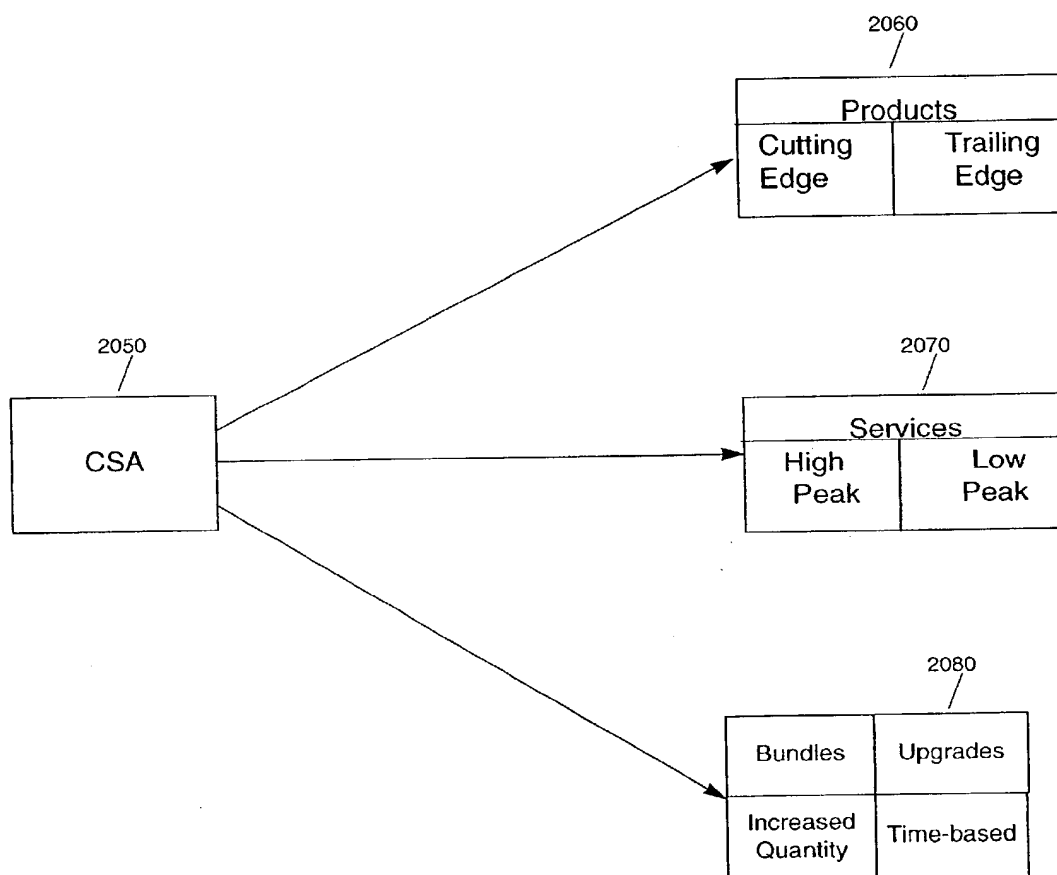 2060
Products
Cutting Edge
Trailing Edge
2050
CSA
2070
Services
High Peak
Low Peak
2080
Bundles
Upgrades
Increased Quantity
Time-based